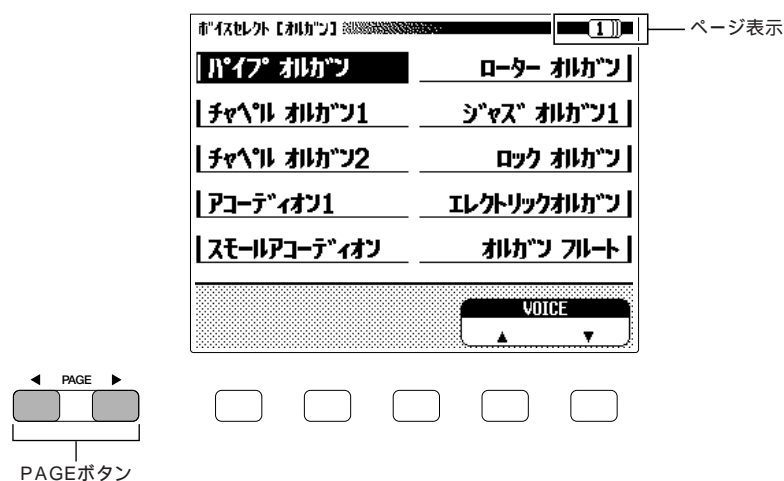 ボイスセレクト [オルガン]
1
ページ表示
パイプ オルガン
ローター オルガン
チャペル オルガン1
ジャズ オルガン1
チャペル オルガン2
ロック オルガン
アコーディオン1
エレクトリックオルガン
スモールアコーディオン
オルガン フルート
VOICE
▲ ▼
◀ PAGE ▶
PAGEボタン